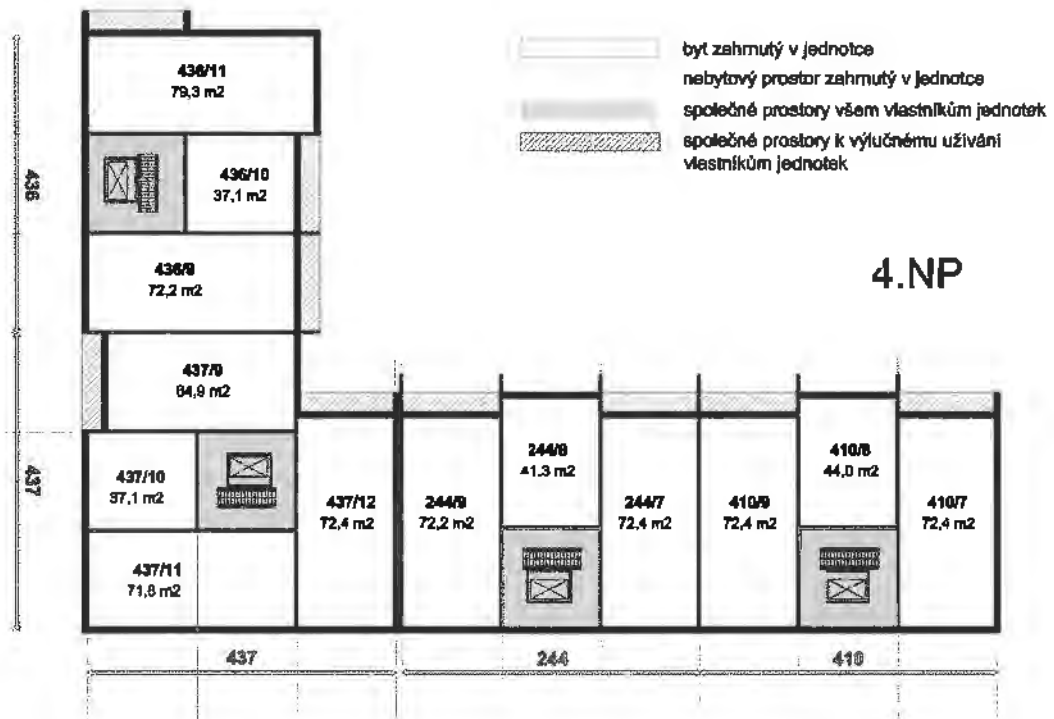 byt zahrnutý v jednotce
nebytový prostor zahrnutý v jednotce
společné prostory všem vlastníkům jednotek
společné prostory k výlučnému užívání
vlastníkům jednotek
4.NP
436/11
79,3 m2
436/10
37,1 m2
436/9
72,2 m2
437/9
64,9 m2
437/10
37,1 m2
437/11
71,8 m2
437/12
72,4 m2
244/9
72,2 m2
244/8
41,3 m2
244/7
72,4 m2
410/9
72,4 m2
410/8
44,0 m2
410/7
72,4 m2
436
437
437
244
410